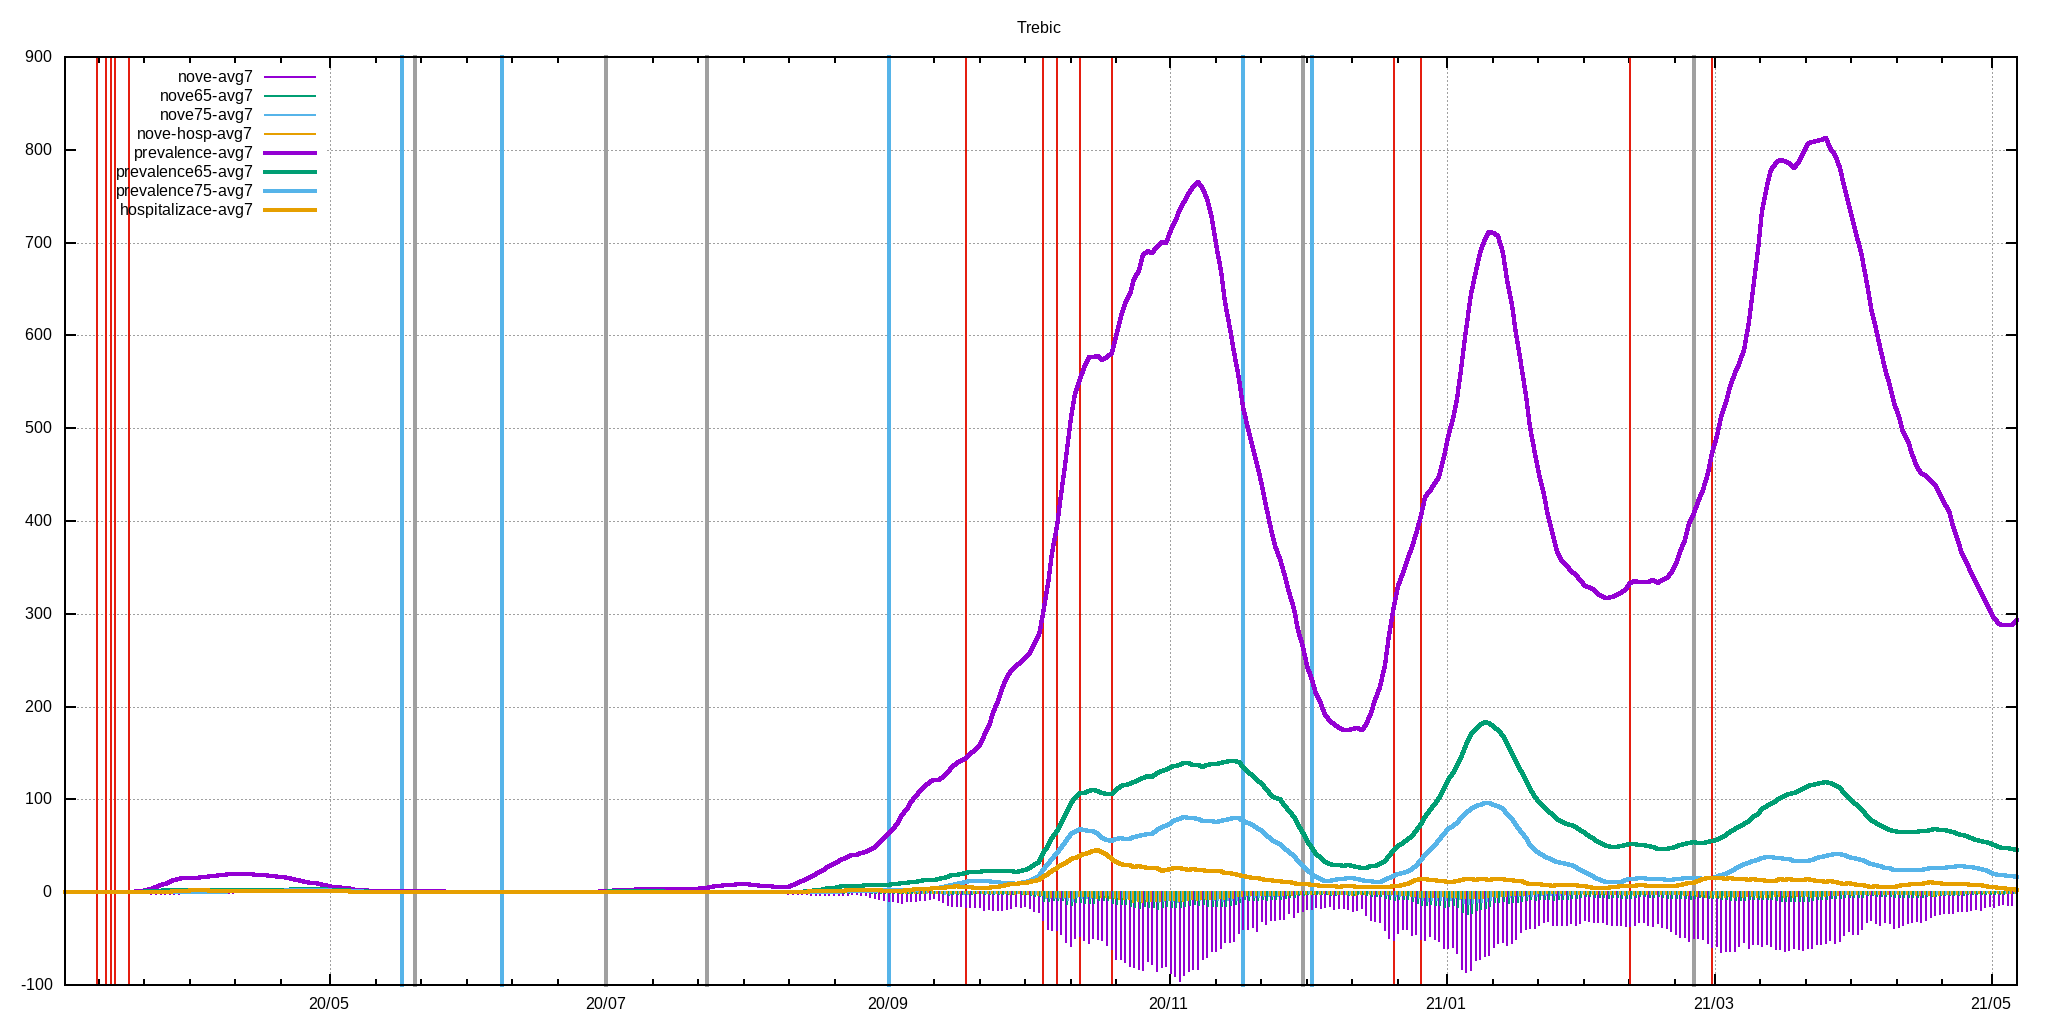 Trebic
900
800
700
600
500
400
300
200
100
0
-100
nove-avg7
nove65-avg7
nove75-avg7
nove-hosp-avg7
prevalence-avg7
prevalence65-avg7
prevalence75-avg7
hospitalizace-avg7
20/05
20/07
20/09
20/11
21/01
21/03
21/05